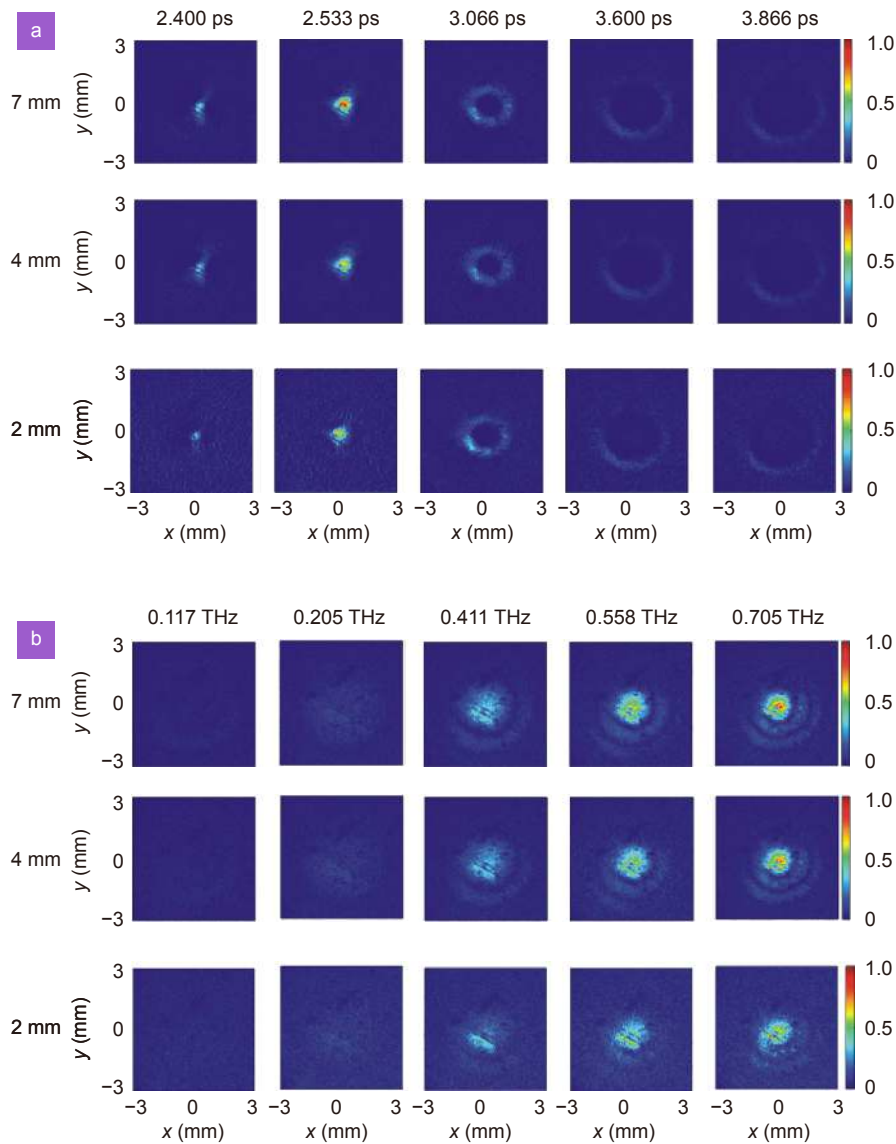 a
2.400 ps 2.533 ps 3.066 ps 3.600 ps 3.866 ps
7 mm
y (mm)
3
0
−3
1.0
0.5
0
4 mm
y (mm)
3
0
−3
1.0
0.5
0
2 mm
y (mm)
3
0
−3
1.0
0.5
0
−3 0 3 −3 0 3 −3 0 3 −3 0 3 −3 0 3
x (mm) x (mm) x (mm) x (mm) x (mm)
b
0.117 THz 0.205 THz 0.411 THz 0.558 THz 0.705 THz
7 mm
y (mm)
3
0
−3
1.0
0.5
0
4 mm
y (mm)
3
0
−3
1.0
0.5
0
2 mm
y (mm)
3
0
−3
1.0
0.5
0
−3 0 3 −3 0 3 −3 0 3 −3 0 3 −3 0 3
x (mm) x (mm) x (mm) x (mm) x (mm)